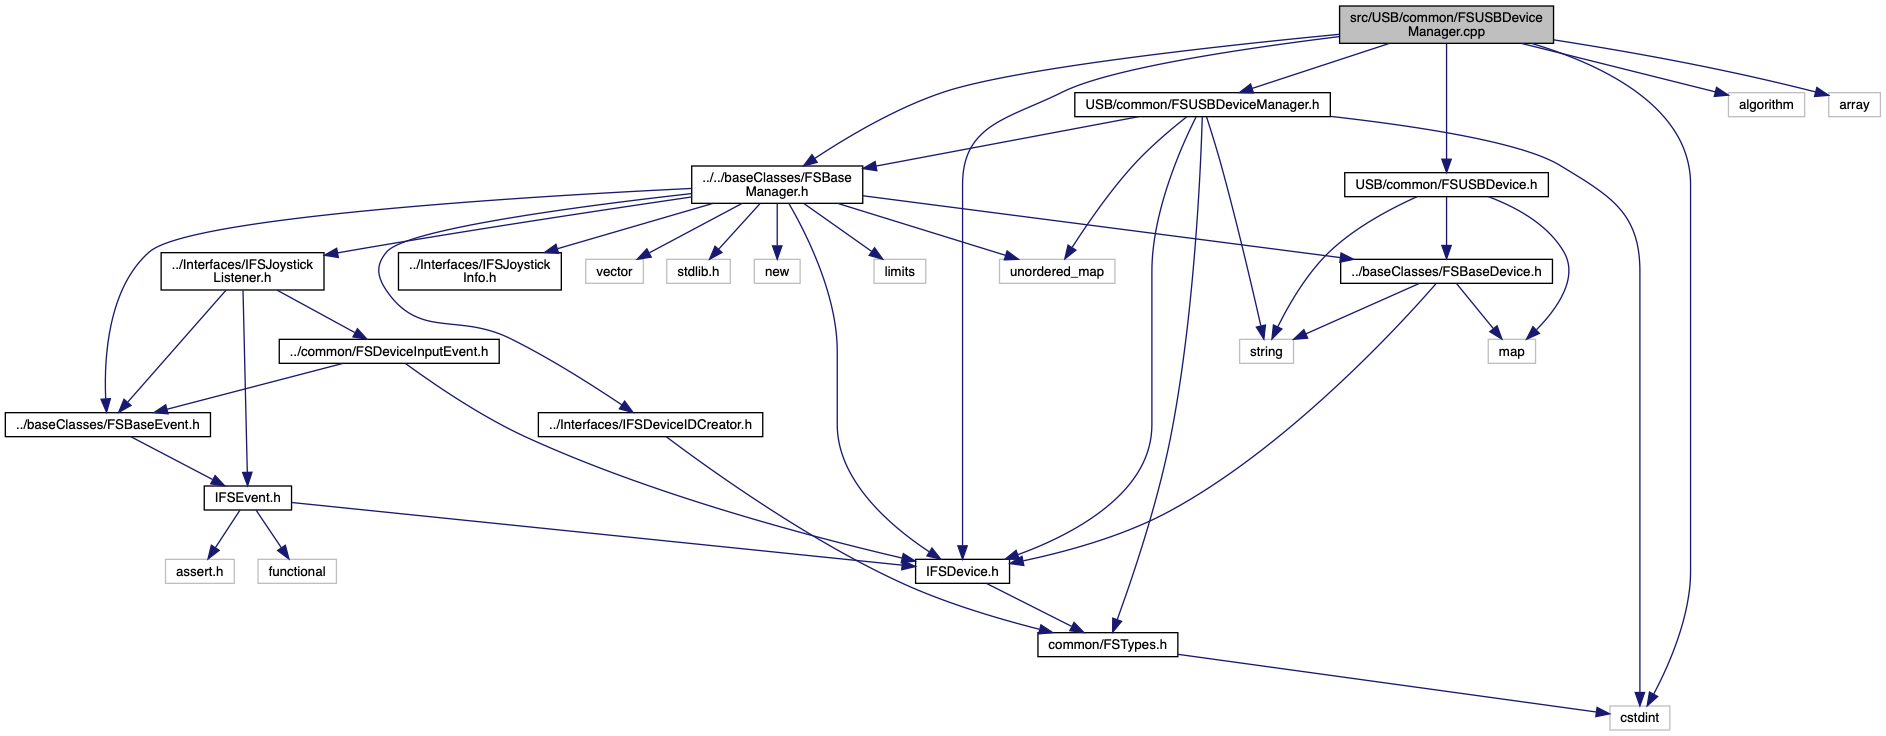 src/USB/common/FSUSBDevice
Manager.cpp
USB/common/FSUSBDeviceManager.h
algorithm
array
../../baseClasses/FSBase
Manager.h
USB/common/FSUSBDevice.h
../Interfaces/IFSJoystick
Listener.h
../Interfaces/IFSJoystick
Info.h
vector
stdlib.h
new
limits
unordered_map
../baseClasses/FSBaseDevice.h
../common/FSDeviceInputEvent.h
string
map
../baseClasses/FSBaseEvent.h
../Interfaces/IFSDeviceIDCreator.h
IFSEvent.h
assert.h
functional
IFSDevice.h
common/FSTypes.h
cstdint